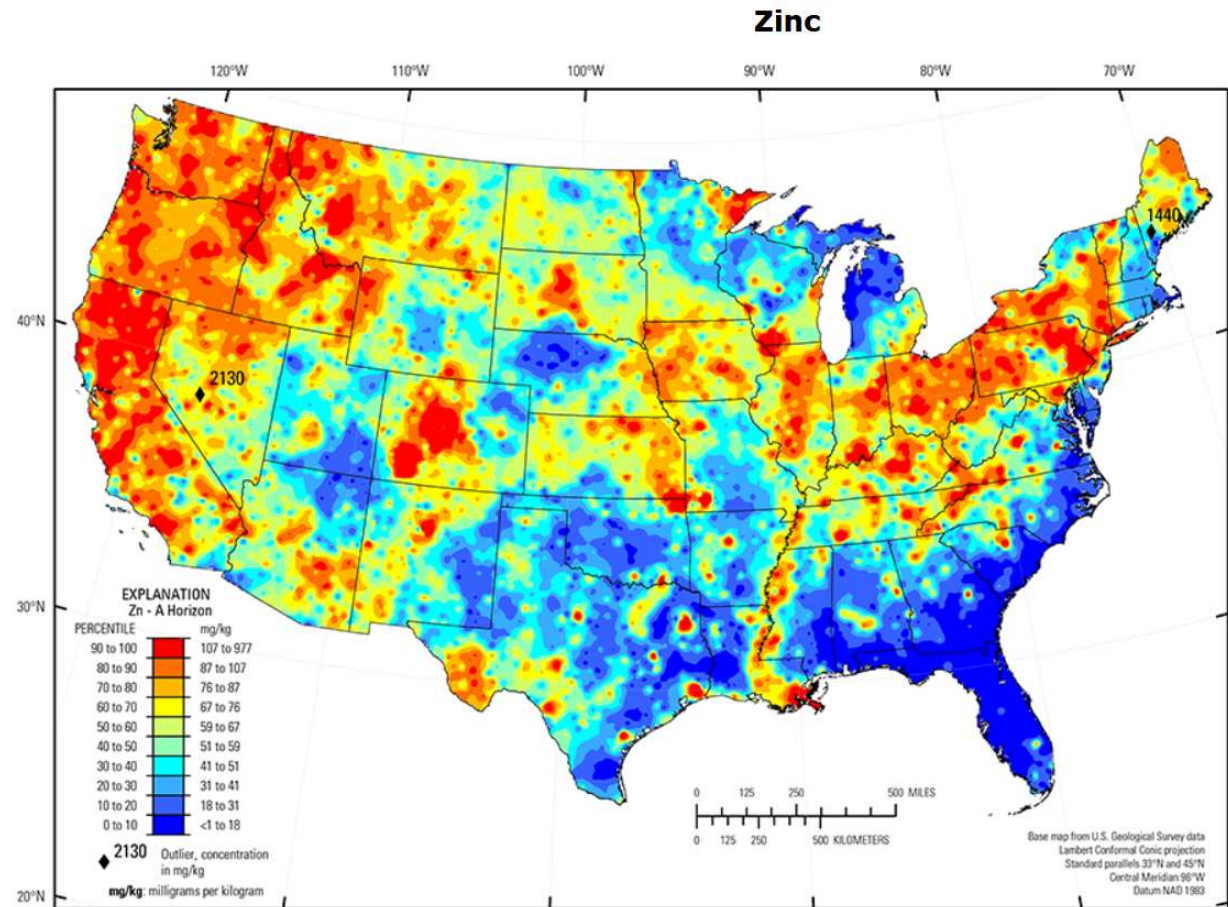 Zinc
120°W 110°W 100°W 90°W 80°W 70°W
1440
40°N
2130
30°N
EXPLANATION
Zn - A Horizon
PERCENTILE mg/kg
90 to 100 107 to 977
80 to 90 87 to 107
70 to 80 76 to 87
60 to 70 67 to 76
50 to 60 59 to 67
40 to 50 51 to 59
30 to 40 41 to 51
20 to 30 31 to 41
10 to 20 18 to 31
0 to 10 <1 to 18
2130 Outlier, concentration
in mg/kg
mg/kg: milligrams per kilogram
0 125 250 500 MILES
0 125 250 500 KILOMETERS
Base map from U.S. Geological Survey data
Lambert Conformal Conic projection
Standard parallels 33°N and 45°N
Central Meridian 96°W
Datum NAD 1983
20°N